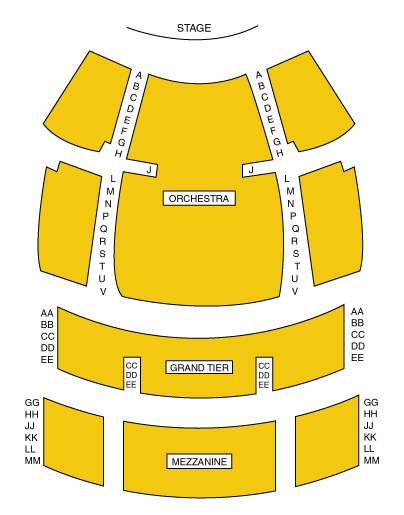 STAGE
A A
B B
C C
D D
E E
F F
G G
H H
J J
L L
M M
N N
P P
Q Q
R R
S S
T T
U U
V V
ORCHESTRA
AA AA
BB BB
CC CC
DD DD
EE EE
CC CC
DD DD
EE EE
GRAND TIER
GG GG
HH HH
JJ JJ
KK KK
LL LL
MM MM
MEZZANINE